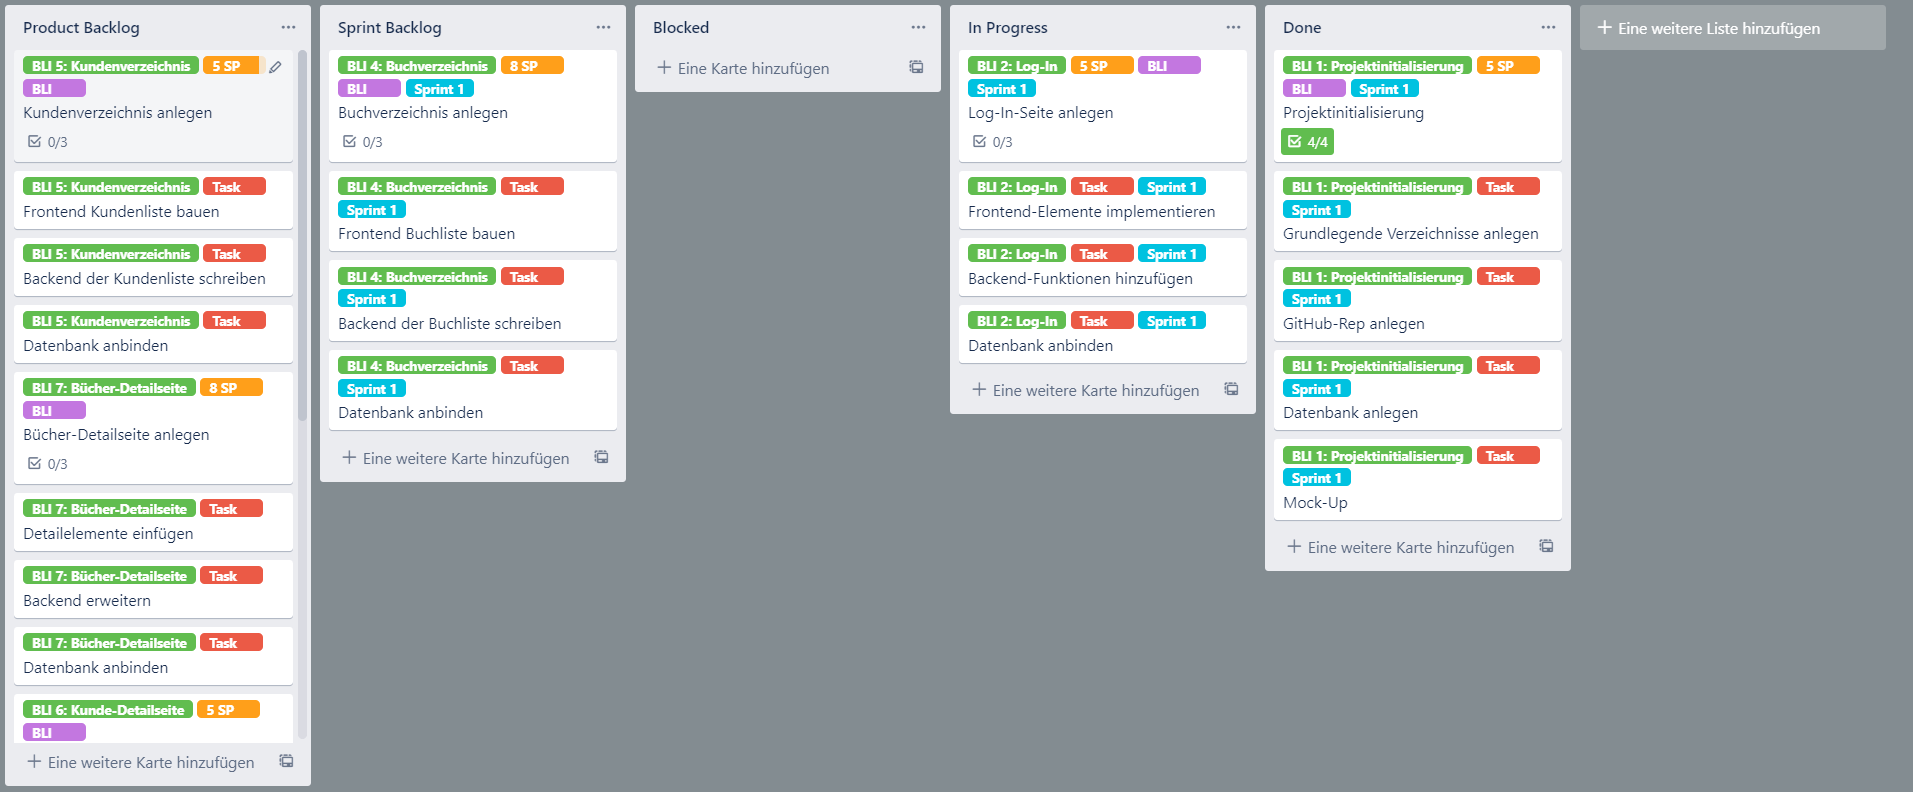 Product Backlog
BLI 5: Kundenverzeichnis 5 SP
BLI
Kundenverzeichnis anlegen
0/3
BLI 5: Kundenverzeichnis Task
Frontend Kundenliste bauen
BLI 5: Kundenverzeichnis Task
Backend der Kundenliste schreiben
BLI 5: Kundenverzeichnis Task
Datenbank anbinden
BLI 7: Bücher-Detailseite 8 SP
BLI
Bücher-Detailseite anlegen
0/3
BLI 7: Bücher-Detailseite Task
Detailelemente einfügen
BLI 7: Bücher-Detailseite Task
Backend erweitern
BLI 7: Bücher-Detailseite Task
Datenbank anbinden
BLI 6: Kunde-Detailseite 5 SP
BLI
Eine weitere Karte hinzufügen
Sprint Backlog
BLI 4: Buchverzeichnis 8 SP
BLI Sprint 1
Buchverzeichnis anlegen
0/3
BLI 4: Buchverzeichnis Task
Sprint 1
Frontend Buchliste bauen
BLI 4: Buchverzeichnis Task
Sprint 1
Backend der Buchliste schreiben
BLI 4: Buchverzeichnis Task
Sprint 1
Datenbank anbinden
Eine weitere Karte hinzufügen
Blocked
Eine Karte hinzufügen
In Progress
BLI 2: Log-In 5 SP BLI
Sprint 1
Log-In-Seite anlegen
0/3
BLI 2: Log-In Task Sprint 1
Frontend-Elemente implementieren
BLI 2: Log-In Task Sprint 1
Backend-Funktionen hinzufügen
BLI 2: Log-In Task Sprint 1
Datenbank anbinden
Eine weitere Karte hinzufügen
Done
BLI 1: Projektinitialisierung 5 SP
BLI Sprint 1
Projektinitialisierung
4/4
BLI 1: Projektinitialisierung Task
Sprint 1
Grundlegende Verzeichnisse anlegen
BLI 1: Projektinitialisierung Task
Sprint 1
GitHub-Rep anlegen
BLI 1: Projektinitialisierung Task
Sprint 1
Datenbank anlegen
BLI 1: Projektinitialisierung Task
Sprint 1
Mock-Up
Eine weitere Karte hinzufügen
Eine weitere Liste hinzufügen